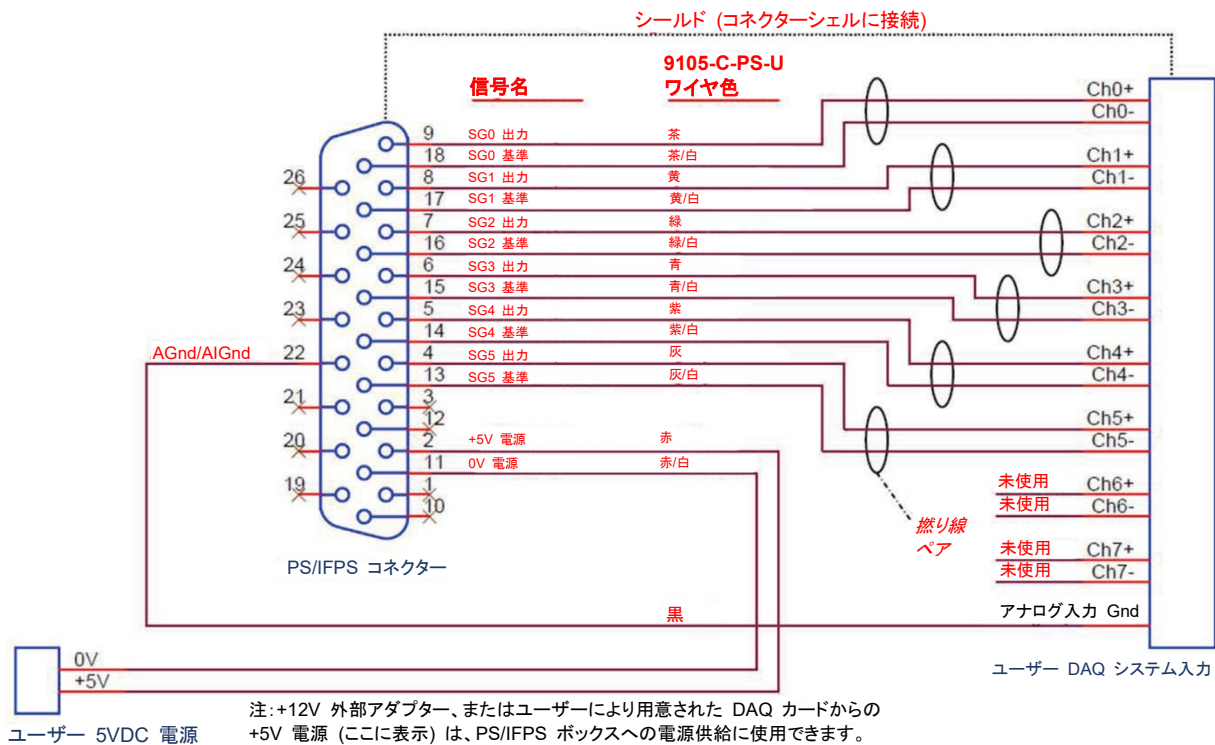 シールド (コネクターシェルに接続)
信号名
9105-C-PS-U
ワイヤ色
9 SG0 出力 茶 Ch0+
18 SG0 基準 茶/白 Ch0-
26
8 SG1 出力 黄 Ch1+
17 SG1 基準 黄/白 Ch1-
25
7 SG2 出力 緑 Ch2+
16 SG2 基準 緑/白 Ch2-
24
6 SG3 出力 青 Ch3+
15 SG3 基準 青/白 Ch3-
23
5 SG4 出力 紫 Ch4+
14 SG4 基準 紫/白 Ch4-
AGnd/AIGnd 22
4 SG5 出力 灰 Ch5+
13 SG5 基準 灰/白 Ch5-
21
3
12
20
2 +5V 電源 赤
11 0V 電源 赤/白
19
1
10
未使用 Ch6+
未使用 Ch6-
撚り線
ペア
未使用 Ch7+
未使用 Ch7-
PS/IFPS コネクター
黒
アナログ入力 Gnd
0V
+5V
ユーザー DAQ システム入力
ユーザー 5VDC 電源
注:+12V 外部アダプター、またはユーザーにより用意された DAQ カードからの
+5V 電源 (ここに表示) は、PS/IFPS ボックスへの電源供給に使用できます。